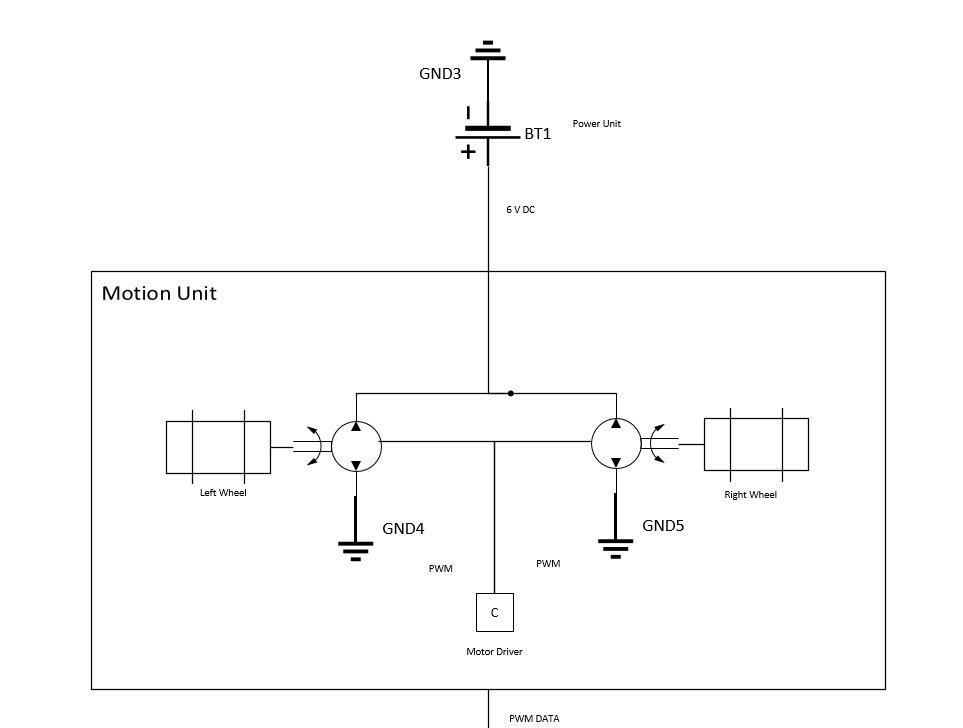 GND3
BT1
Power Unit
6 V DC
Motion Unit
Left Wheel
Right Wheel
GND4
GND5
PWM
PWM
C
Motor Driver
PWM DATA